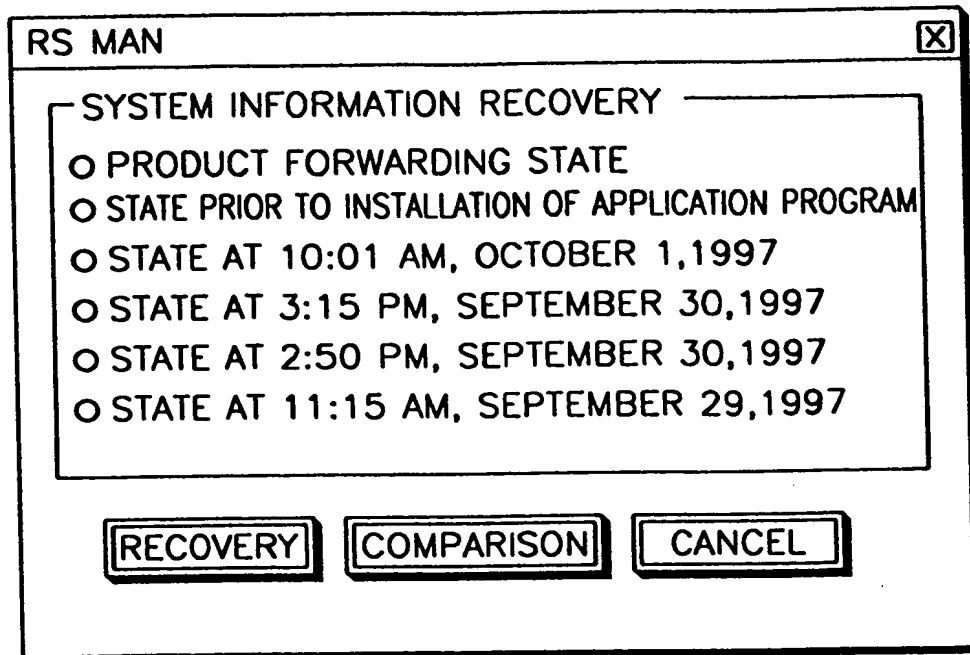 RS MAN
SYSTEM INFORMATION RECOVERY
PRODUCT FORWARDING STATE
STATE PRIOR TO INSTALLATION OF APPLICATION PROGRAM
STATE AT 10:01 AM, OCTOBER 1,1997
STATE AT 3:15 PM, SEPTEMBER 30,1997
STATE AT 2:50 PM, SEPTEMBER 30,1997
STATE AT 11:15 AM, SEPTEMBER 29,1997
RECOVERY COMPARISON CANCEL